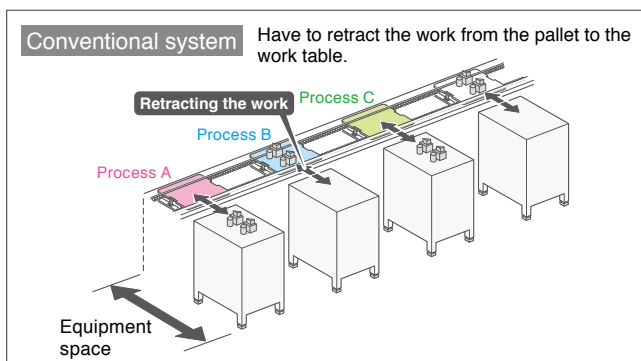 Conventional system
Have to retract the work from the pallet to the
work table.
Process C
Retracting the work
Process B
Process A
Equipment
space